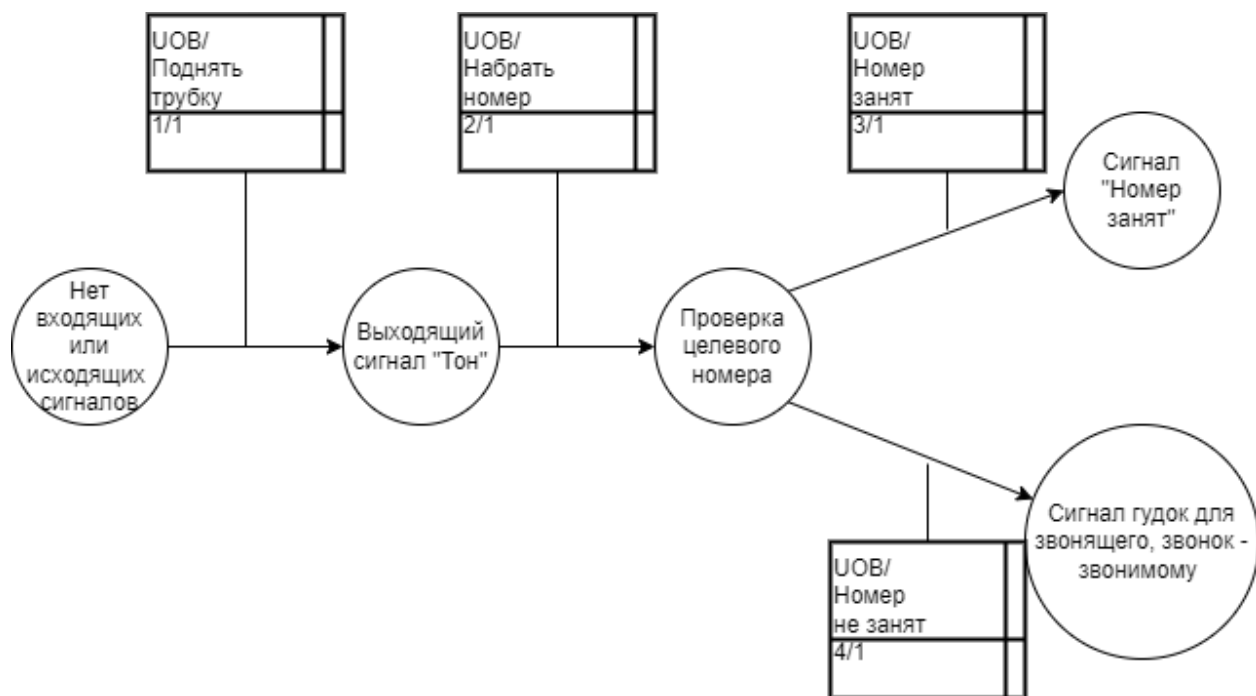 UOB/
Поднять
трубку
1/1
UOB/
Набрать
номер
2/1
UOB/
Номер
занят
3/1
Сигнал
"Номер
занят"
Нет
входящих
или
исходящих
сигналов
Выходящий
сигнал "Тон"
Проверка
целевого
номера
Сигнал гудок для
звонящего, звонок -
звонимому
UOB/
Номер
не занят
4/1